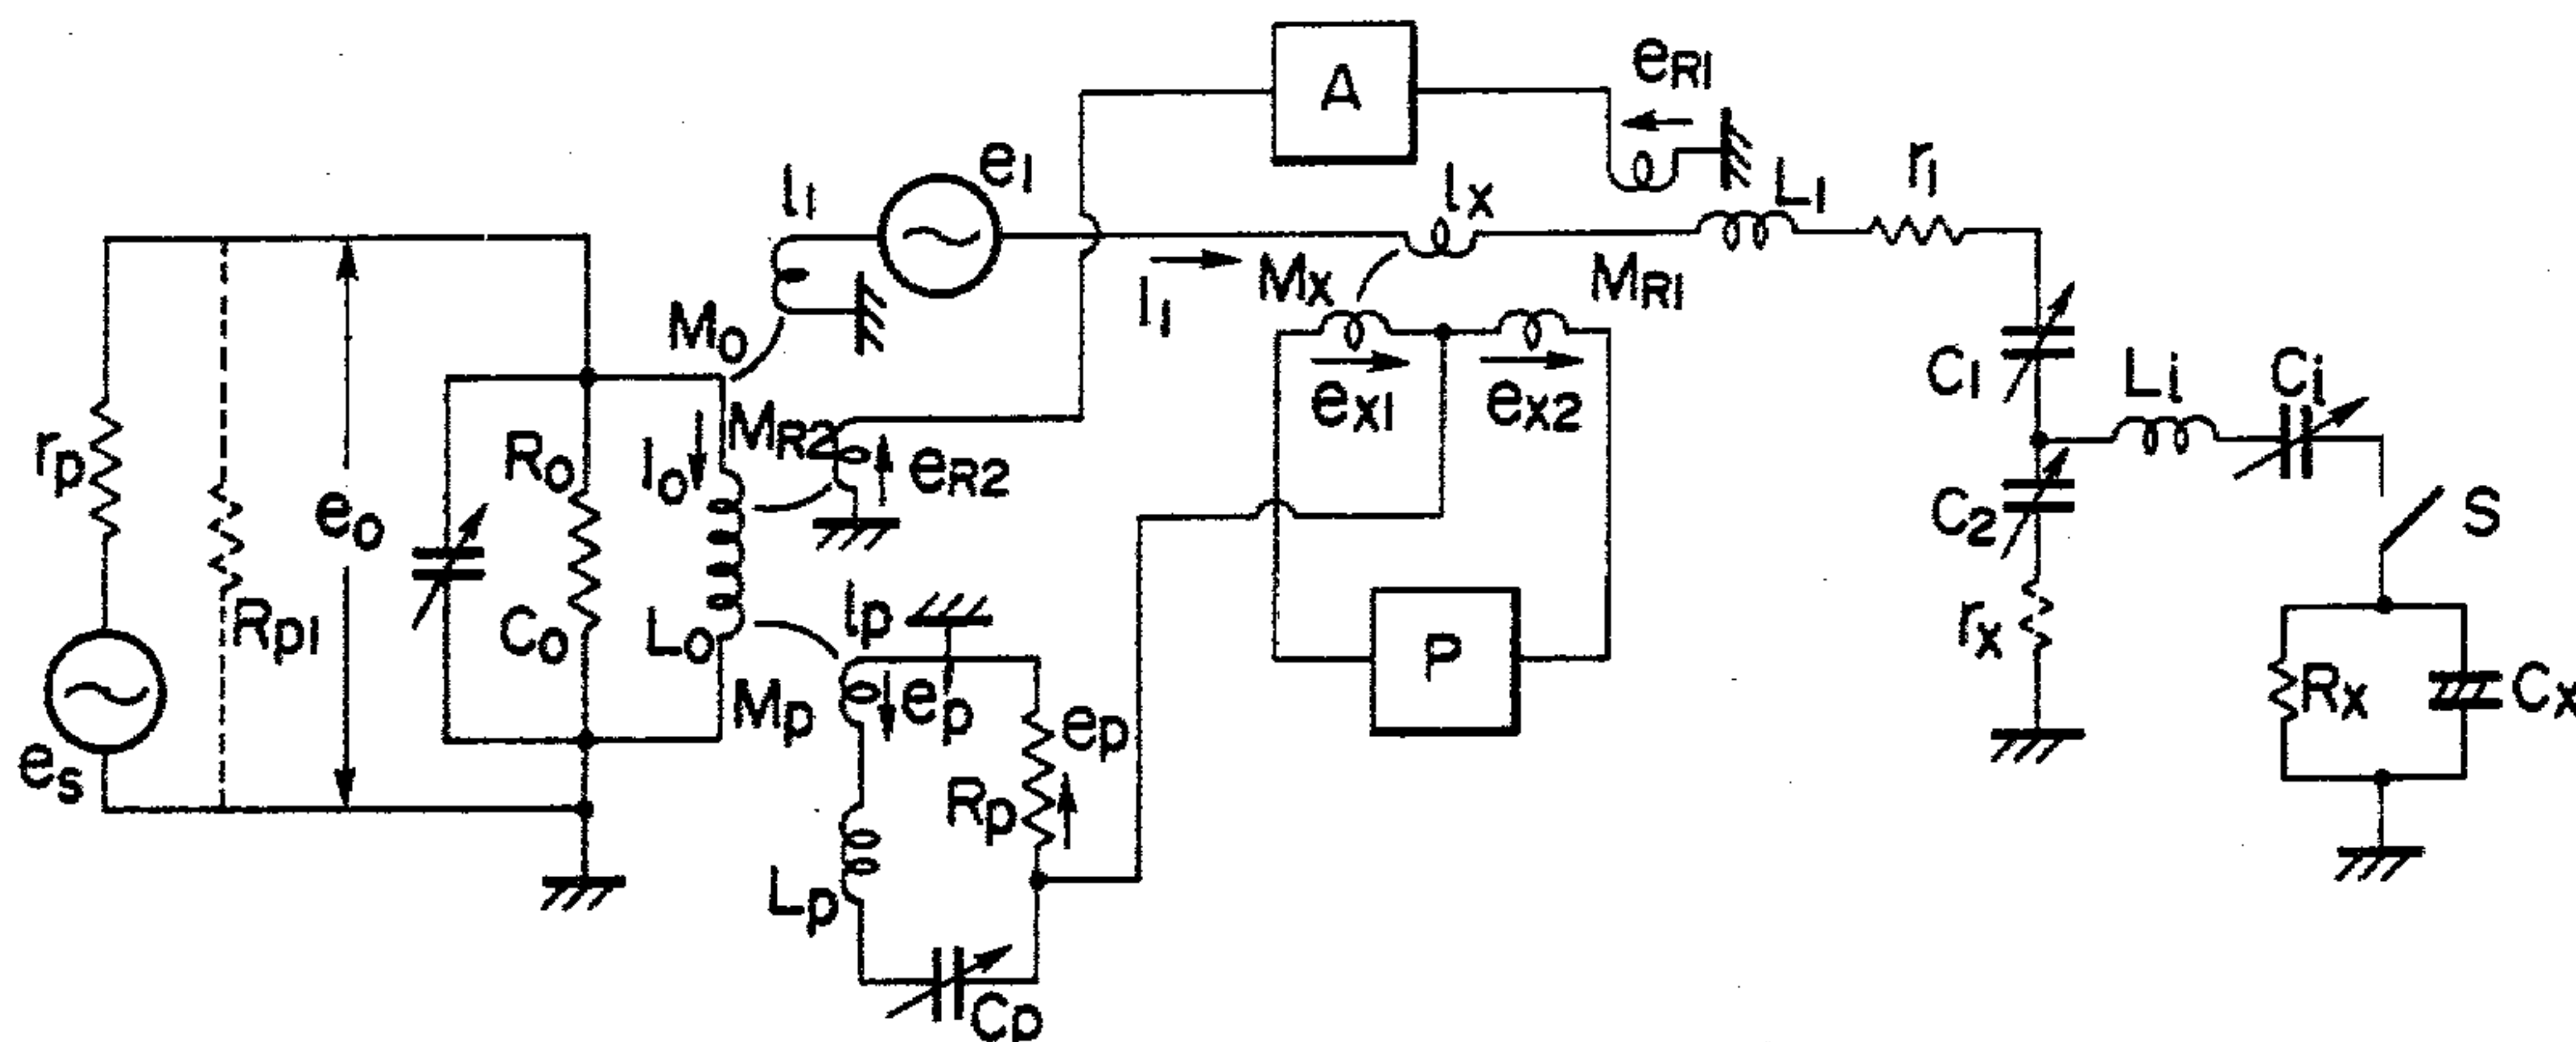 A
eR1
e1
l1
lx
L1
r1
I1
Mx
MR1
Mo
ex1
ex2
C1
Li
Ci
MR2
eR2
rp
eo
Ro
Io
C2
S
Rp1
Co
Lo
lp
P
rx
Rx
Cx
es
Mp
ep
ep
Rp
Lp
Cp